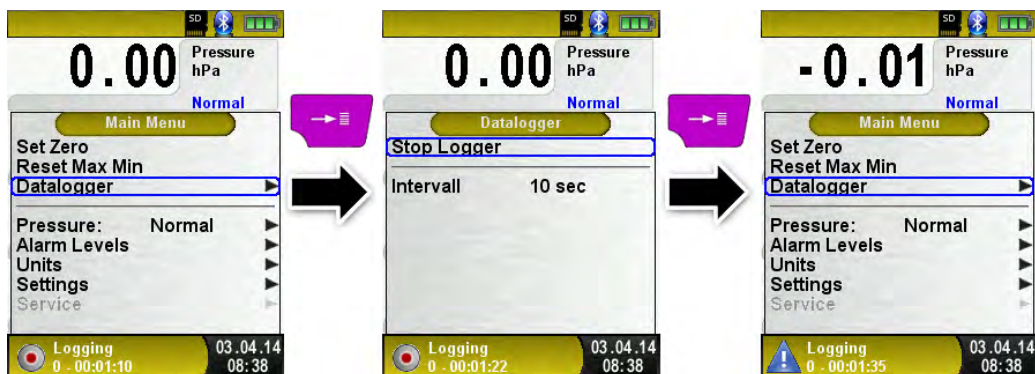 SD
0.00 Pressure
hPa
Normal
Main Menu
Set Zero
Reset Max Min
Datalogger
Pressure: Normal
Alarm Levels
Units
Settings
Service
Logging
0 - 00:01:10
03.04.14
08:38
SD
0.00 Pressure
hPa
Normal
Datalogger
Stop Logger
Intervall 10 sec
Logging
0 - 00:01:22
03.04.14
08:38
SD
-0.01 Pressure
hPa
Normal
Main Menu
Set Zero
Reset Max Min
Datalogger
Pressure: Normal
Alarm Levels
Units
Settings
Service
Logging
0 - 00:01:35
03.04.14
08:38